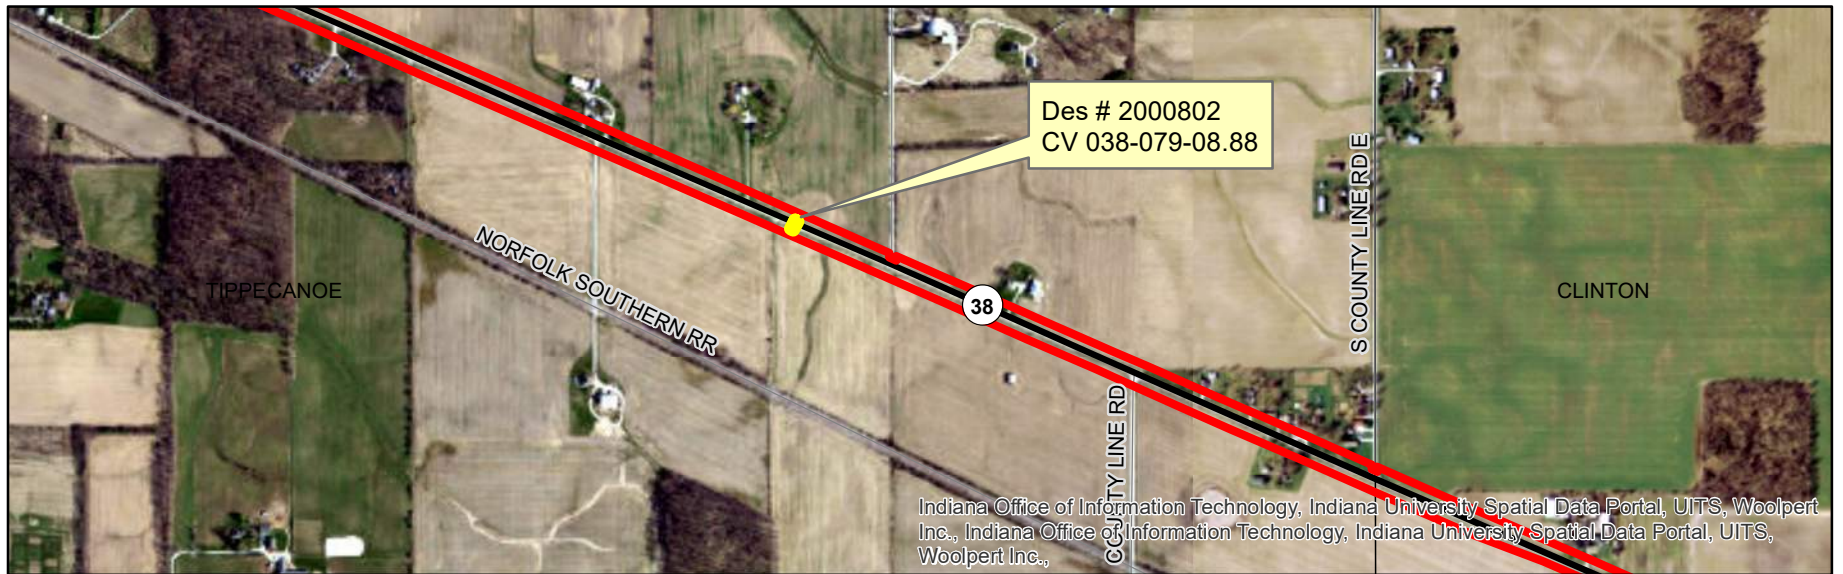 Des # 2000802
CV 038-079-08.88
S COUNTY LINE RD E
NORFOLK SOUTHERN RR
TIPPECANOE
CLINTON
38
COUNTY LINE RD
Indiana Office of Information Technology, Indiana University Spatial Data Portal, UITS, Woolpert
Inc., Indiana Office of Information Technology, Indiana University Spatial Data Portal, UITS,
Woolpert Inc.,